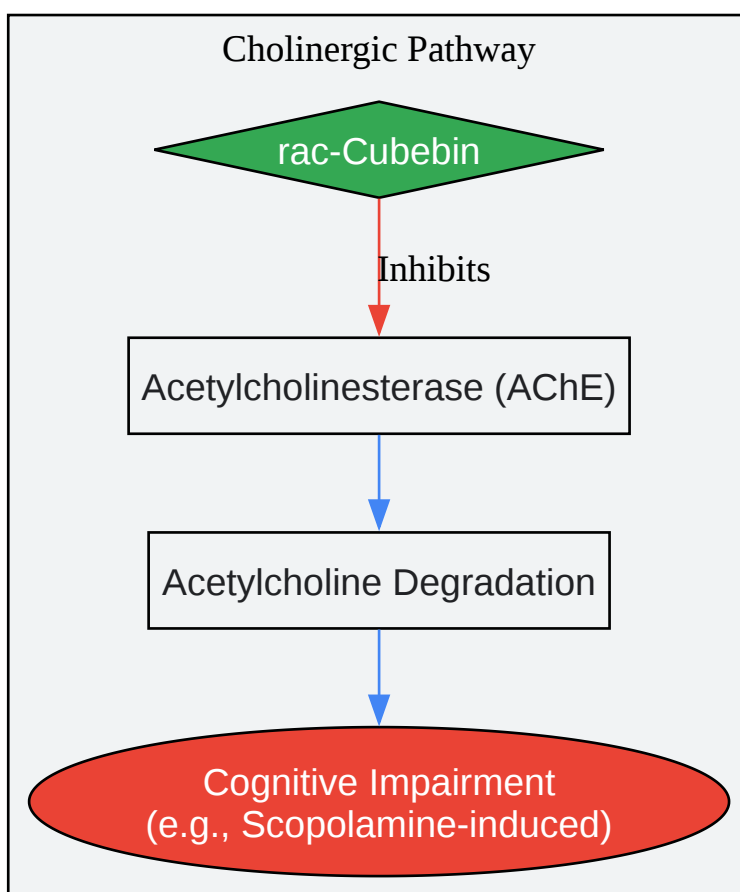 Cholinergic Pathway
rac-Cubebin
Inhibits
Acetylcholinesterase (AChE)
Acetylcholine Degradation
Cognitive Impairment
(e.g., Scopolamine-induced)